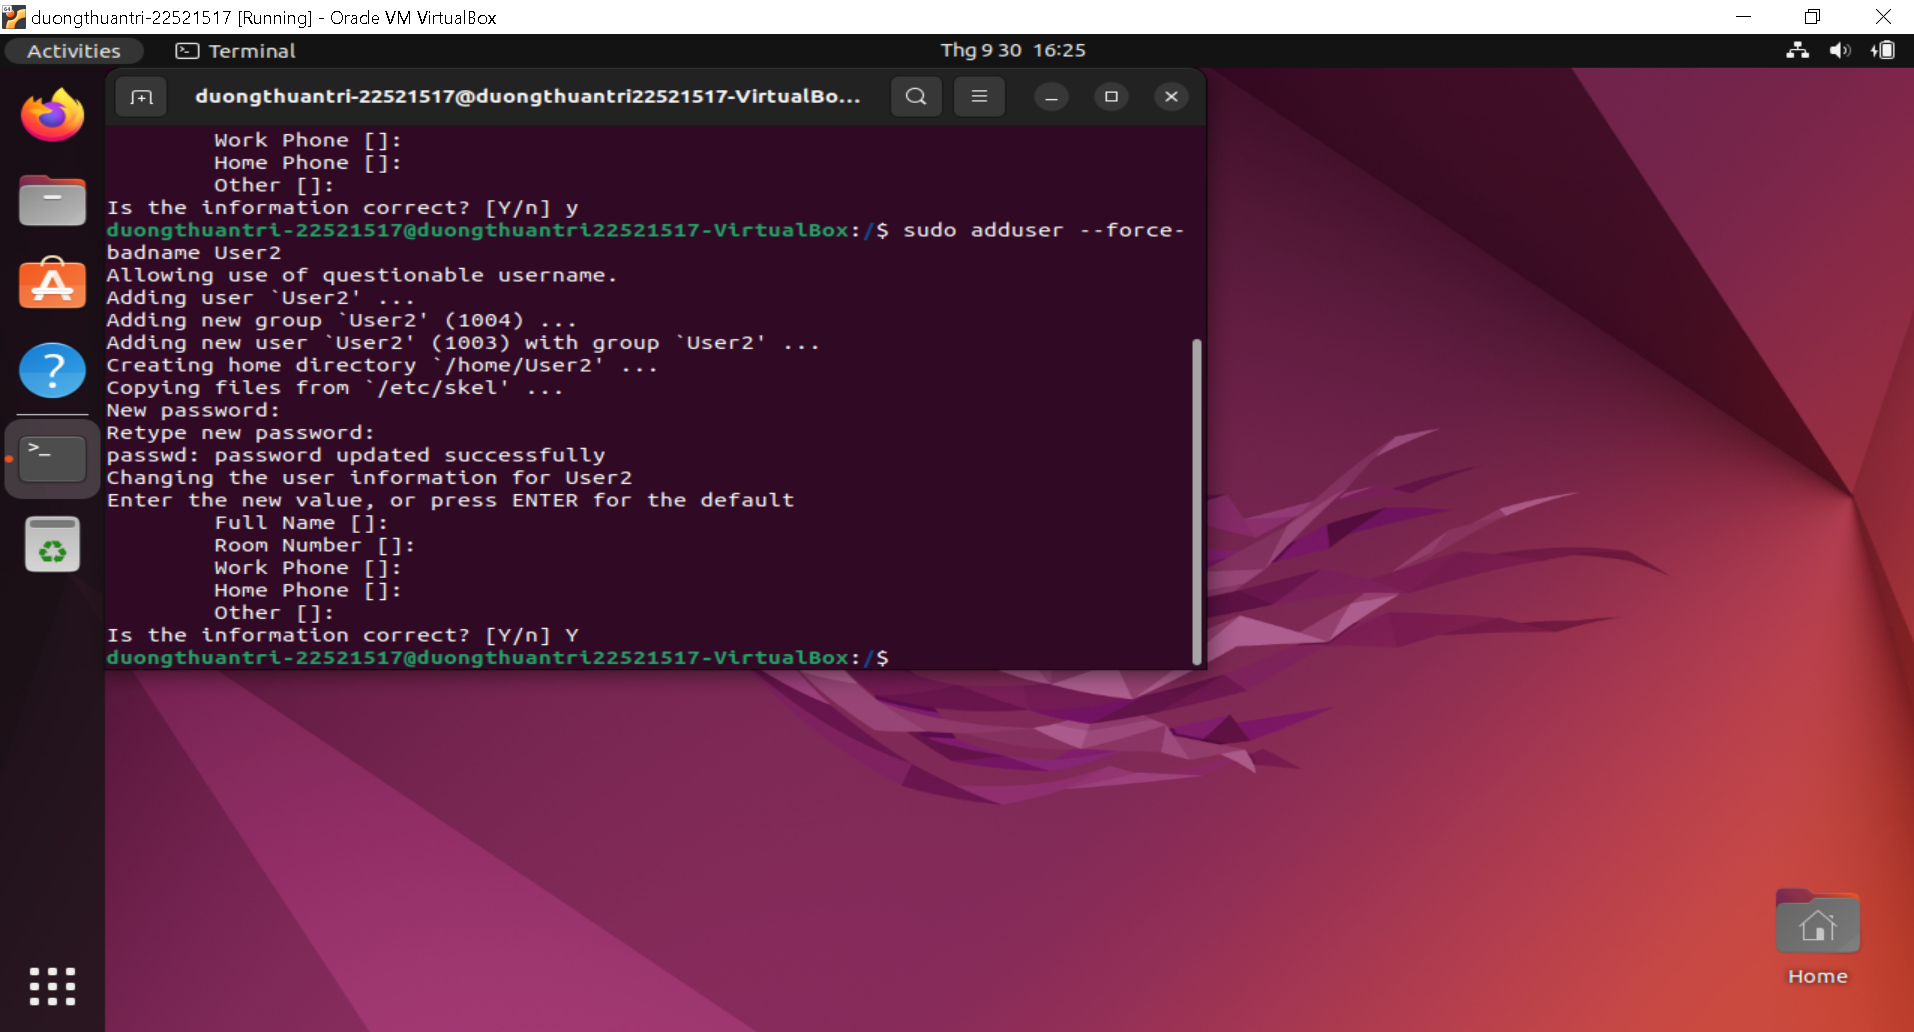 duongthuantri-22521517 [Running] - Oracle VM VirtualBox
Activities
Terminal
Thg 9 30 16:25
duongthuantri-22521517@duongthuantri22521517-VirtualBo...
Work Phone []:
Home Phone []:
Other []:
Is the information correct? [Y/n] y
duongthuantri-22521517@duongthuantri22521517-VirtualBox:/$ sudo adduser --force-
badname User2
Allowing use of questionable username.
Adding user `User2' ...
Adding new group `User2' (1004) ...
Adding new user `User2' (1003) with group `User2' ...
Creating home directory `/home/User2' ...
Copying files from `/etc/skel' ...
New password:
Retype new password:
passwd: password updated successfully
Changing the user information for User2
Enter the new value, or press ENTER for the default
Full Name []:
Room Number []:
Work Phone []:
Home Phone []:
Other []:
Is the information correct? [Y/n] Y
duongthuantri-22521517@duongthuantri22521517-VirtualBox:/$
Home